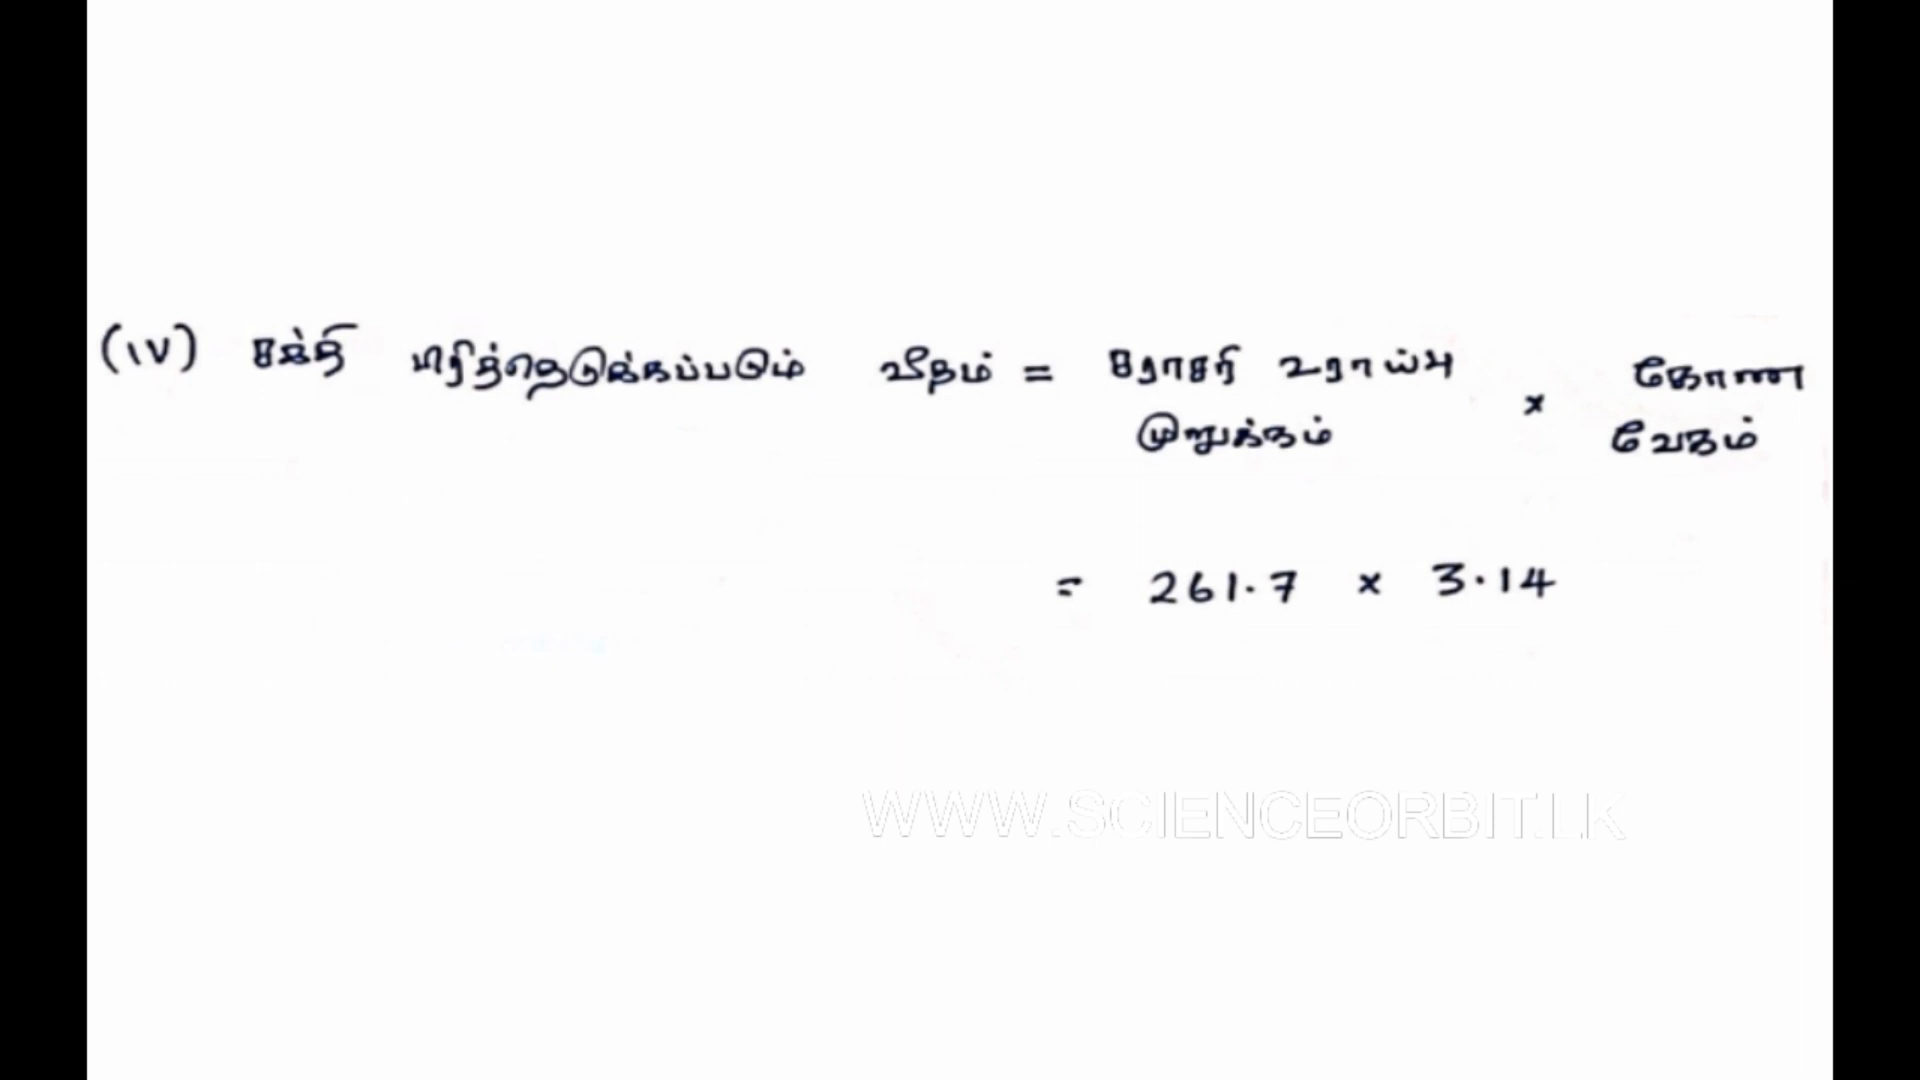 (iv) சக்தி பிரித்தெடுக்கப்படும் வீதம் = சராசரி உராய்வு முறுக்கம் × கோண வேகம்
= 261.7 × 3.14
WWW.SCIENCEORBIT.LK